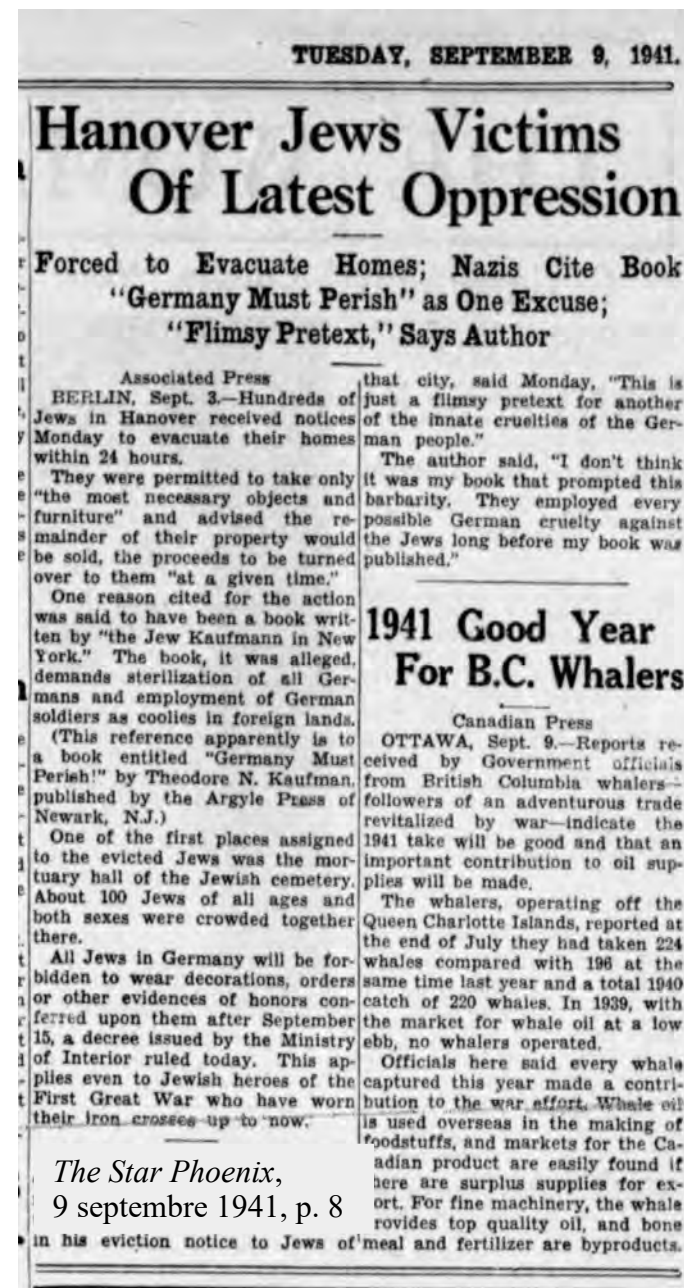 TUESDAY, SEPTEMBER 9, 1941.
Hanover Jews Victims
Of Latest Oppression
Forced to Evacuate Homes; Nazis Cite Book
"Germany Must Perish" as One Excuse;
"Flimsy Pretext," Says Author
Associated Press
BERLIN, Sept. 3.—Hundreds of
Jews in Hanover received notices
Monday to evacuate their homes
within 24 hours.
They were permitted to take only
"the most necessary objects and
furniture" and advised the re-
mainder of their property would
be sold, the proceeds to be turned
over to them "at a given time."
One reason cited for the action
was said to have been a book writ-
ten by "the Jew Kaufmann in New
York." The book, it was alleged,
demands sterilization of all Ger-
mans and employment of German
soldiers as coolies in foreign lands.
(This reference apparently is to
a book entitled "Germany Must
Perish!" by Theodore N. Kaufman,
published by the Argyle Press of
Newark, N.J.)
One of the first places assigned
to the evicted Jews was the mor-
tuary hall of the Jewish cemetery.
About 100 Jews of all ages and
both sexes were crowded together
there.
All Jews in Germany will be for-
bidden to wear decorations, orders
or other evidences of honors con-
ferred upon them after September
15, a decree issued by the Ministry
of Interior ruled today. This ap-
plies even to Jewish heroes of the
First Great War who have worn
their iron crosses up to now.
The Star Phoenix,
9 septembre 1941, p. 8
in his eviction notice to Jews of
that city, said Monday, "This is
just a flimsy pretext for another
of the innate cruelties of the Ger-
man people."
The author said, "I don't think
it was my book that prompted this
barbarity. They employed every
possible German cruelty against
the Jews long before my book was
published."
1941 Good Year
For B.C. Whalers
Canadian Press
OTTAWA, Sept. 9.—Reports re-
ceived by Government officials
from British Columbia whalers—
followers of an adventurous trade
revitalized by war—indicate the
1941 take will be good and that an
important contribution to oil sup-
plies will be made.
The whalers, operating off the
Queen Charlotte Islands, reported at
the end of July they had taken 224
whales compared with 196 at the
same time last year and a total 1940
catch of 220 whales. In 1939, with
the market for whale oil at a low
ebb, no whalers operated.
Officials here said every whale
captured this year made a contri-
bution to the war effort. Whale oil
is used overseas in the making of
foodstuffs, and markets for the Ca-
adian product are easily found if
here are surplus supplies for ex-
ort. For fine machinery, the whale
rovides top quality oil, and bone
meal and fertilizer are byproducts.